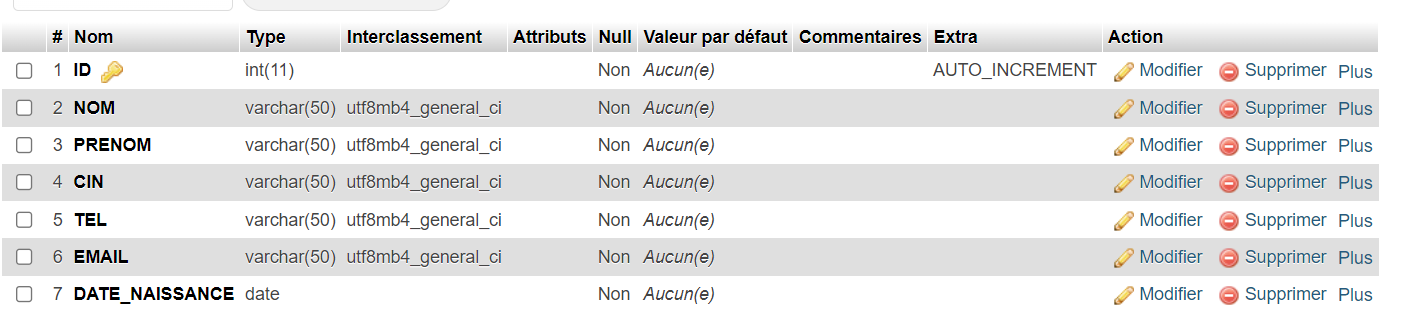 # Nom Type Interclassement Attributs Null Valeur par défaut Commentaires Extra Action
1 ID int(11) Non Aucun(e) AUTO_INCREMENT Modifier Supprimer Plus
2 NOM varchar(50) utf8mb4_general_ci Non Aucun(e) Modifier Supprimer Plus
3 PRENOM varchar(50) utf8mb4_general_ci Non Aucun(e) Modifier Supprimer Plus
4 CIN varchar(50) utf8mb4_general_ci Non Aucun(e) Modifier Supprimer Plus
5 TEL varchar(50) utf8mb4_general_ci Non Aucun(e) Modifier Supprimer Plus
6 EMAIL varchar(50) utf8mb4_general_ci Non Aucun(e) Modifier Supprimer Plus
7 DATE_NAISSANCE date Non Aucun(e) Modifier Supprimer Plus